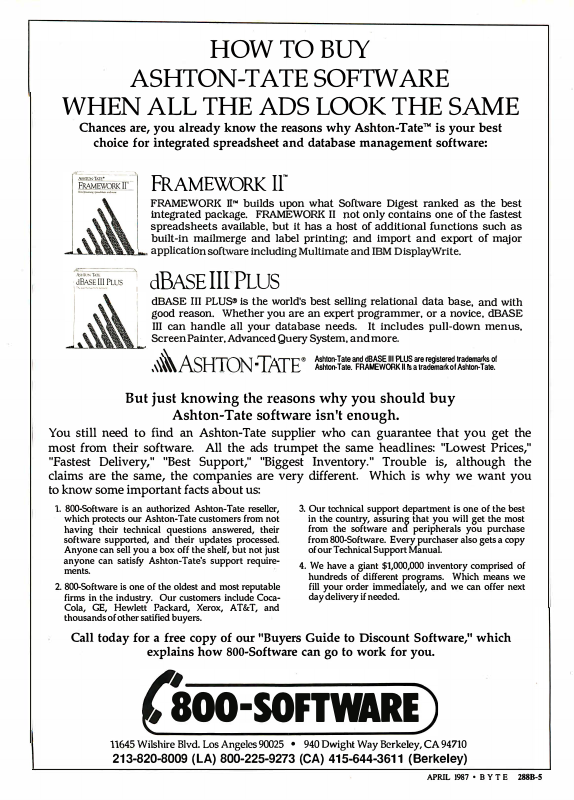 HOW TO BUY
ASHTON-TATE SOFTWARE
WHEN ALL THE ADS LOOK THE SAME
Chances are, you already know the reasons why Ashton-Tate™ is your best
choice for integrated spreadsheet and database management software:
ASHTON·TATE®
FRAMEWORK II™
FRAMEWORK II™
FRAMEWORK II™ builds upon what Software Digest ranked as the best
integrated package. FRAMEWORK II not only contains one of the fastest
spreadsheets available, but it has a host of additional functions such as
built-in mailmerge and label printing; and import and export of major
application software including Multimate and IBM DisplayWrite.
ASHTON·TATE
dBASE III PLUS
dBASE III PLUS
dBASE III PLUS® is the world's best selling relational data base, and with
good reason. Whether you are an expert programmer, or a novice, dBASE
III can handle all your database needs. It includes pull-down menus,
Screen Painter, Advanced Query System, and more.
ASHTON·TATE®
Ashton-Tate and dBASE III PLUS are registered trademarks of
Ashton-Tate. FRAMEWORK II is a trademark of Ashton-Tate.
But just knowing the reasons why you should buy
Ashton-Tate software isn't enough.
You still need to find an Ashton-Tate supplier who can guarantee that you get the
most from their software. All the ads trumpet the same headlines: "Lowest Prices,"
"Fastest Delivery," "Best Support," "Biggest Inventory." Trouble is, although the
claims are the same, the companies are very different. Which is why we want you
to know some important facts about us:
1. 800-Software is an authorized Ashton-Tate reseller,
which protects our Ashton-Tate customers from not
having their technical questions answered, their
software supported, and their updates processed.
Anyone can sell you a box off the shelf, but not just
anyone can satisfy Ashton-Tate's support require-
ments.
2. 800-Software is one of the oldest and most reputable
firms in the industry. Our customers include Coca-
Cola, GE, Hewlett Packard, Xerox, AT&T, and
thousands of other satified buyers.
3. Our technical support department is one of the best
in the country, assuring that you will get the most
from the software and peripherals you purchase
from 800-Software. Every purchaser also gets a copy
of our Technical Support Manual.
4. We have a giant $1,000,000 inventory comprised of
hundreds of different programs. Which means we
fill your order immediately, and we can offer next
day delivery if needed.
Call today for a free copy of our "Buyers Guide to Discount Software," which
explains how 800-Software can go to work for you.
800-SOFTWARE
11645 Wilshire Blvd. Los Angeles 90025 • 940 Dwight Way Berkeley, CA 94710
213-820-8009 (LA) 800-225-9273 (CA) 415-644-3611 (Berkeley)
APRIL 1987 • BYTE 288B-5